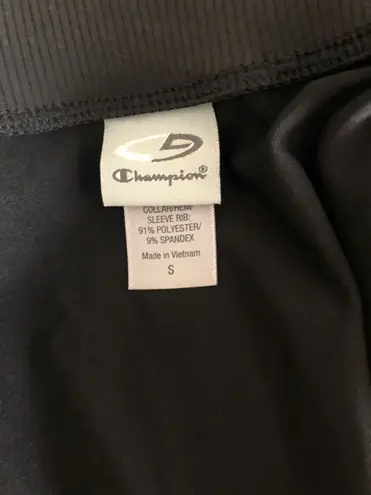 Champion®
COLLAR/HEM/
SLEEVE RIB:
91% POLYESTER/
9% SPANDEX
Made in Vietnam
S